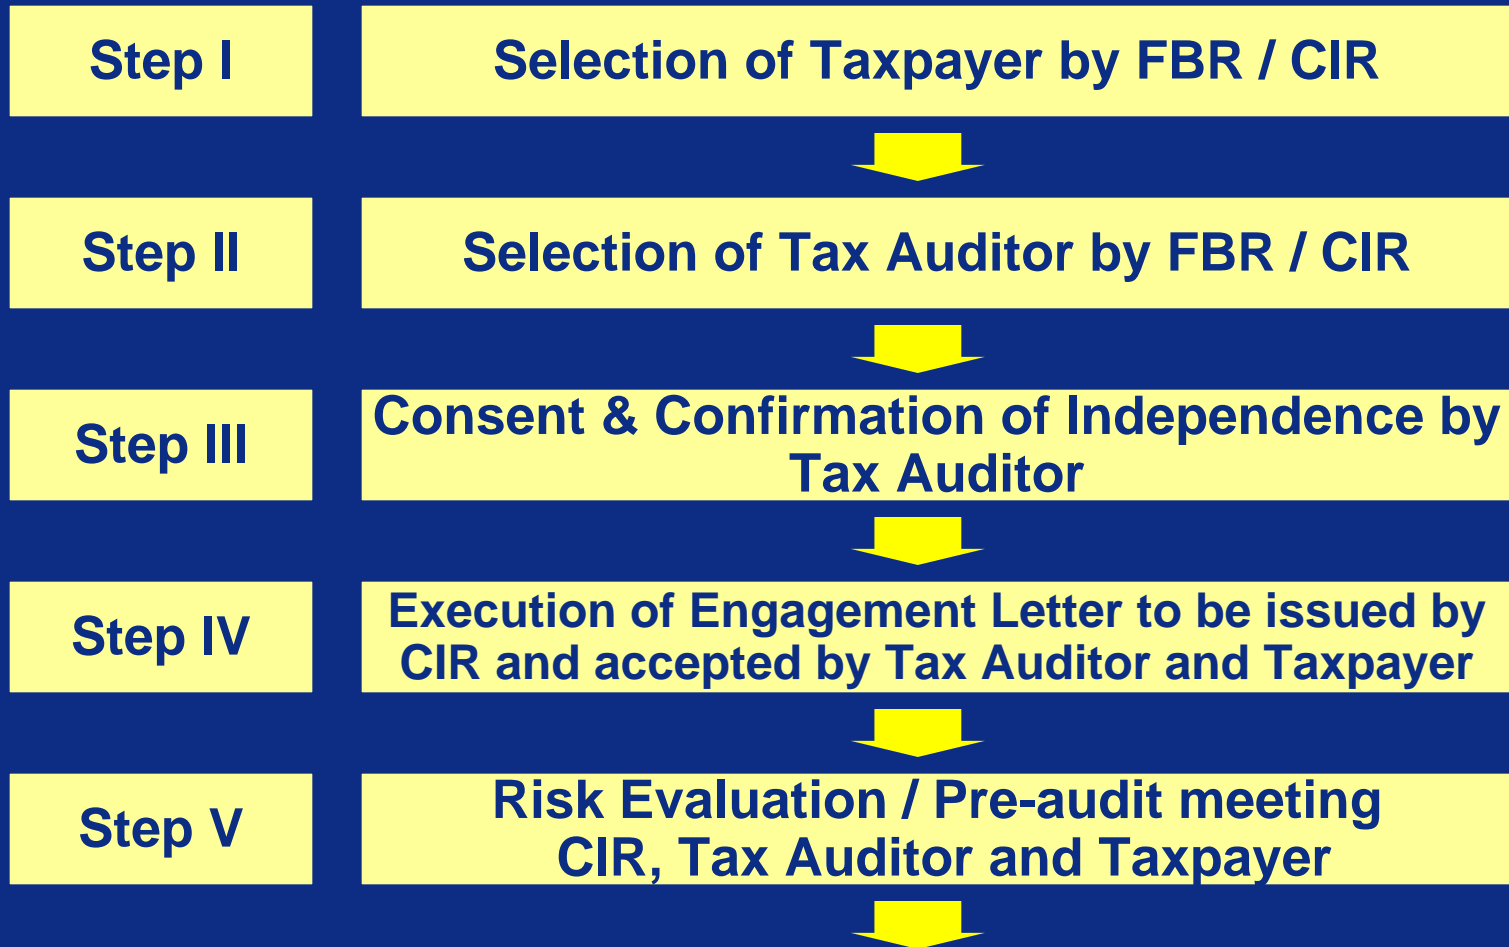 Step I
Selection of Taxpayer by FBR / CIR
Step II
Selection of Tax Auditor by FBR / CIR
Step III
Consent & Confirmation of Independence by
Tax Auditor
Step IV
Execution of Engagement Letter to be issued by
CIR and accepted by Tax Auditor and Taxpayer
Step V
Risk Evaluation / Pre-audit meeting
CIR, Tax Auditor and Taxpayer